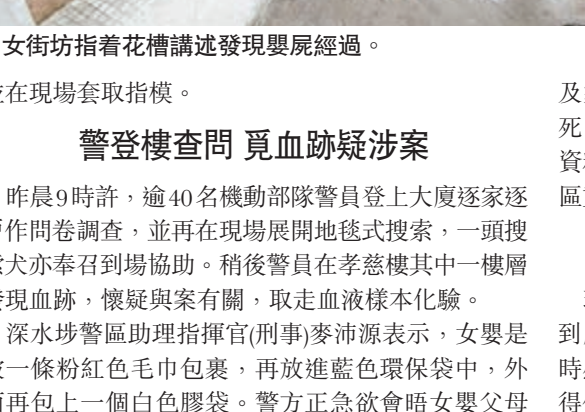 女街坊指着花槽講述發現嬰屍經過。
在現場套取指模。
警登樓查問 覓血跡疑涉案
昨晨9時許，逾40名機動部隊警員登上大廈逐家逐
作問卷調查，並再在現場展開地毯式搜索，一頭搜
犬亦奉召到場協助。稍後警員在孝慈樓其中一樓層
發現血跡，懷疑與案有關，取走血液樣本化驗。
深水埗警區助理指揮官(刑事)麥沛源表示，女嬰是
被一條粉紅色毛巾包裹，再放進藍色環保袋中，外
面再包上一個白色膠袋。警方正急欲會晤女嬰父母
及
死
資
區
到
時
得